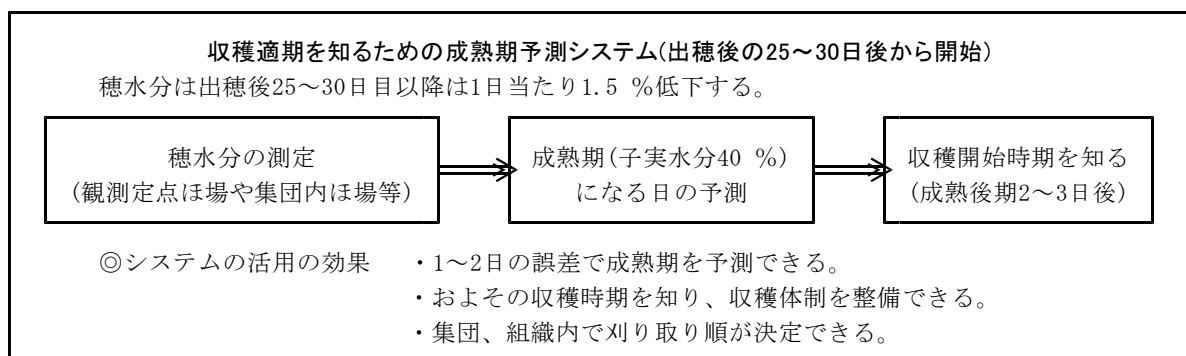 収穫適期を知るための成熟期予測システム(出穂後の25～30日後から開始)
穂水分は出穂後25～30日目以降は1日当たり1.5 %低下する。
穂水分の測定
(観測定点ほ場や集団内ほ場等)
成熟期(子実水分40 %)
になる日の予測
収穫開始時期を知る
(成熟後期2～3日後)
◎システムの活用の効果 ・1～2日の誤差で成熟期を予測できる。
・およその収穫時期を知り、収穫体制を整備できる。
・集団、組織内で刈り取り順が決定できる。